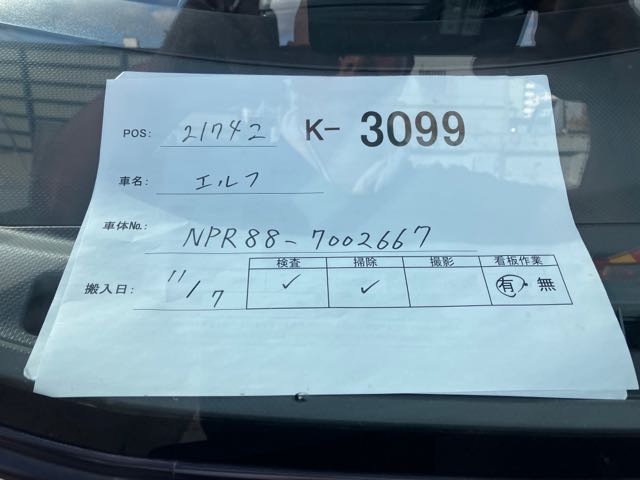 POS: 21742 K- 3099
車名: エルフ
車体No.: NPR88-7002667
検査 掃除 撮影 看板作業
搬入日: 11/7 ✓ ✓ 有・無